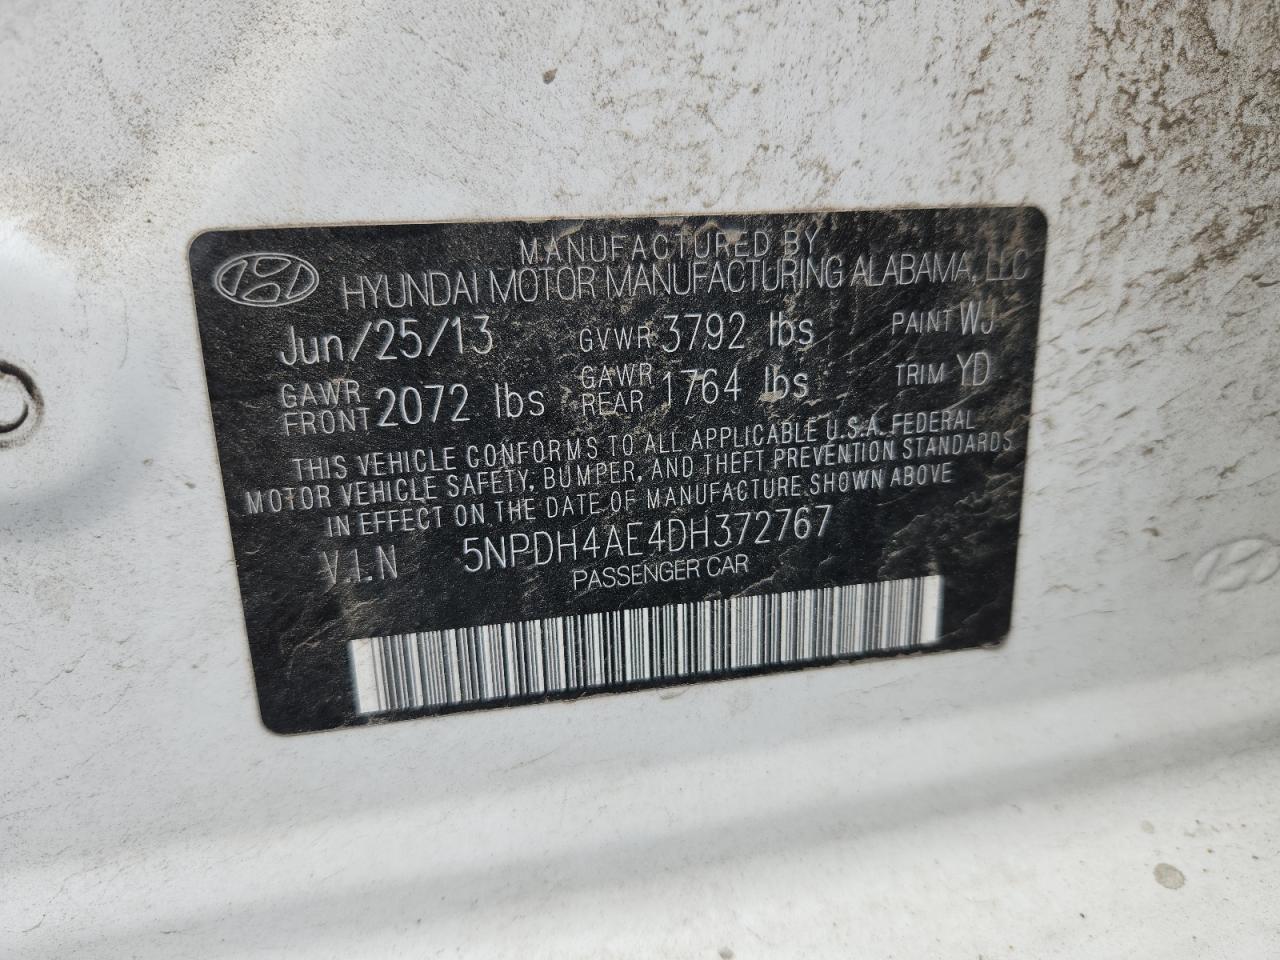 MANUFACTURED BY
HYUNDAI MOTOR MANUFACTURING ALABAMA, LLC
Jun/25/13 GVWR 3792 lbs PAINT WJ
GAWR FRONT 2072 lbs GAWR REAR 1764 lbs TRIM YD
THIS VEHICLE CONFORMS TO ALL APPLICABLE U.S.A. FEDERAL
MOTOR VEHICLE SAFETY, BUMPER, AND THEFT PREVENTION STANDARDS
IN EFFECT ON THE DATE OF MANUFACTURE SHOWN ABOVE
V.I.N 5NPDH4AE4DH372767
PASSENGER CAR